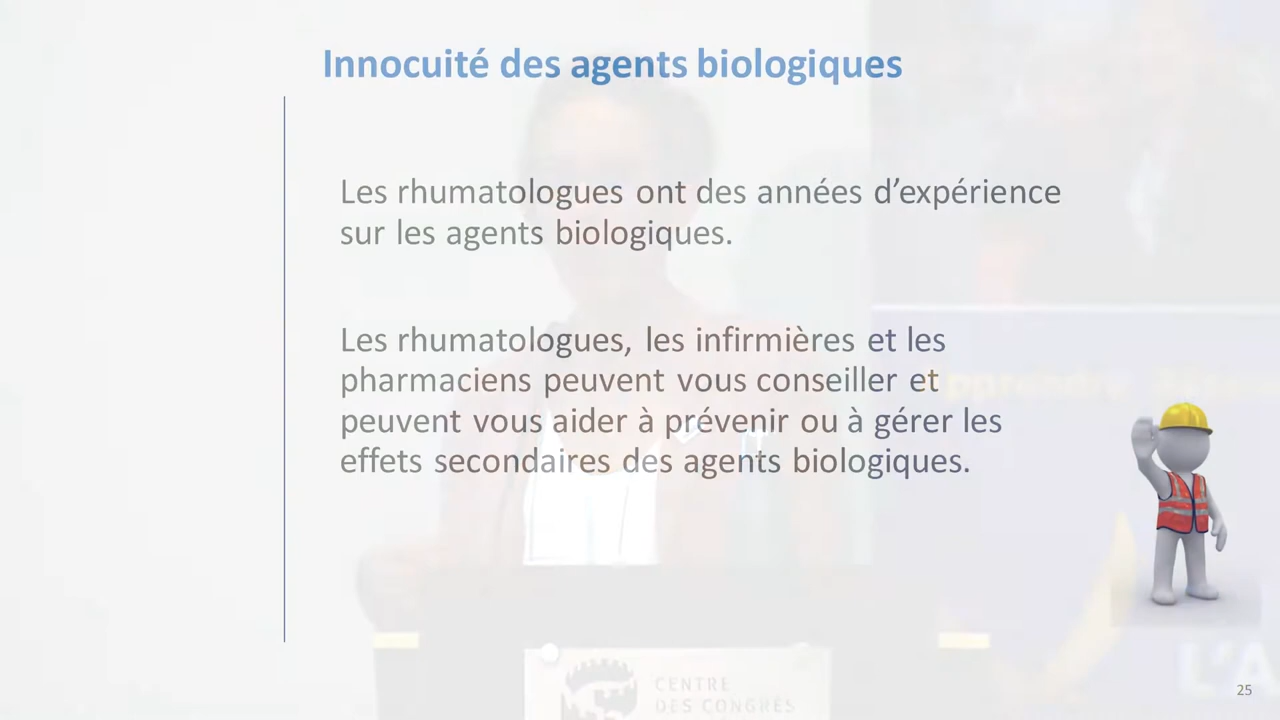 Innocuité des agents biologiques
Les rhumatologues ont des années d’expérience
sur les agents biologiques.
Les rhumatologues, les infirmières et les
pharmaciens peuvent vous conseiller et
peuvent vous aider à prévenir ou à gérer les
effets secondaires des agents biologiques.
L'A
CENTRE
DES CONGRÈS
25